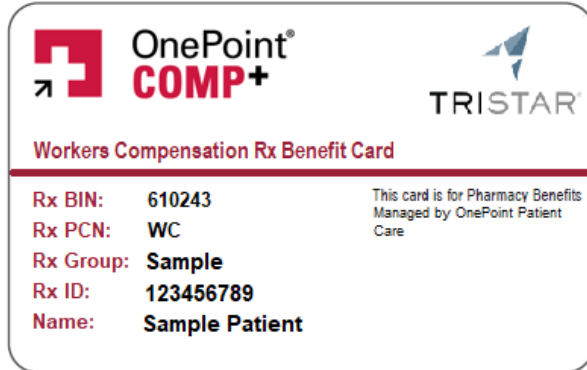 OnePoint®
COMP+
TRISTAR®
Workers Compensation Rx Benefit Card
Rx BIN: 610243
Rx PCN: WC
Rx Group: Sample
Rx ID: 123456789
Name: Sample Patient
This card is for Pharmacy Benefits
Managed by OnePoint Patient
Care